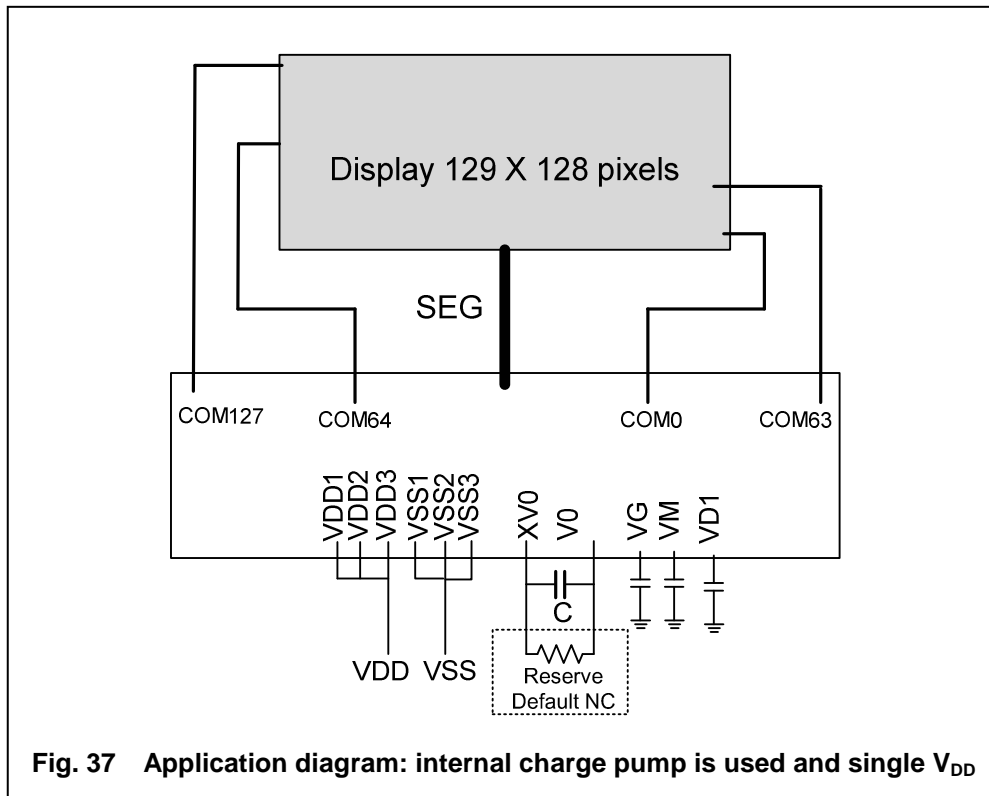 Display 129 X 128 pixels
SEG
COM127
COM64
COM0
COM63
VDD1
VDD2
VDD3
VSS1
VSS2
VSS3
XV0
V0
VG
VM
VD1
C
VDD
VSS
Reserve
Default NC
Fig. 37 Application diagram: internal charge pump is used and single VDD